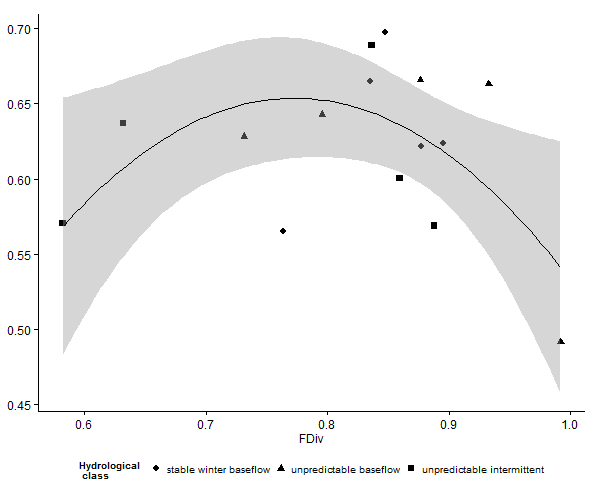 0.70
0.65
0.60
0.55
0.50
0.45
0.6 0.7 0.8 0.9 1.0
FDiv
Hydrological
class
stable winter baseflow unpredictable baseflow unpredictable intermittent